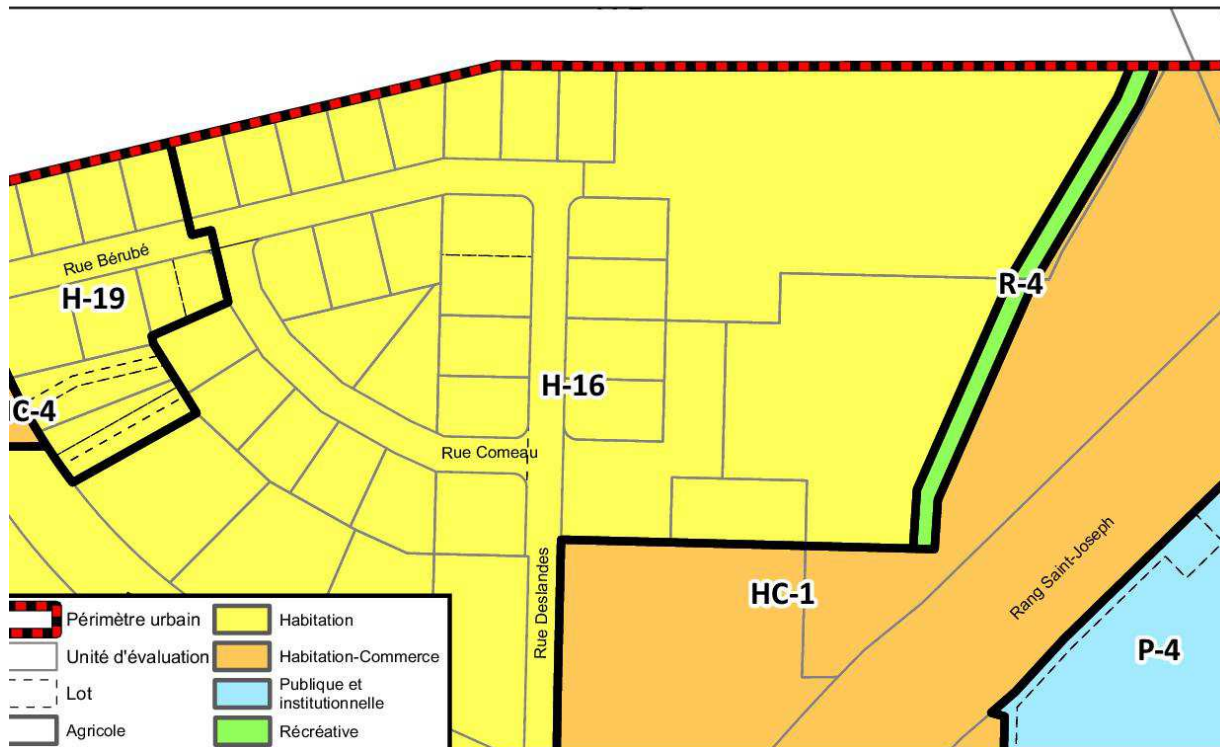 Rue Bérubé
H-19
R-4
H-16
C-4
Rue Comeau
Rang Saint-Joseph
Rue Deslandes
HC-1
P-4
Périmètre urbain
Habitation
Unité d'évaluation
Habitation-Commerce
Lot
Publique et
institutionnelle
Agricole
Récréative